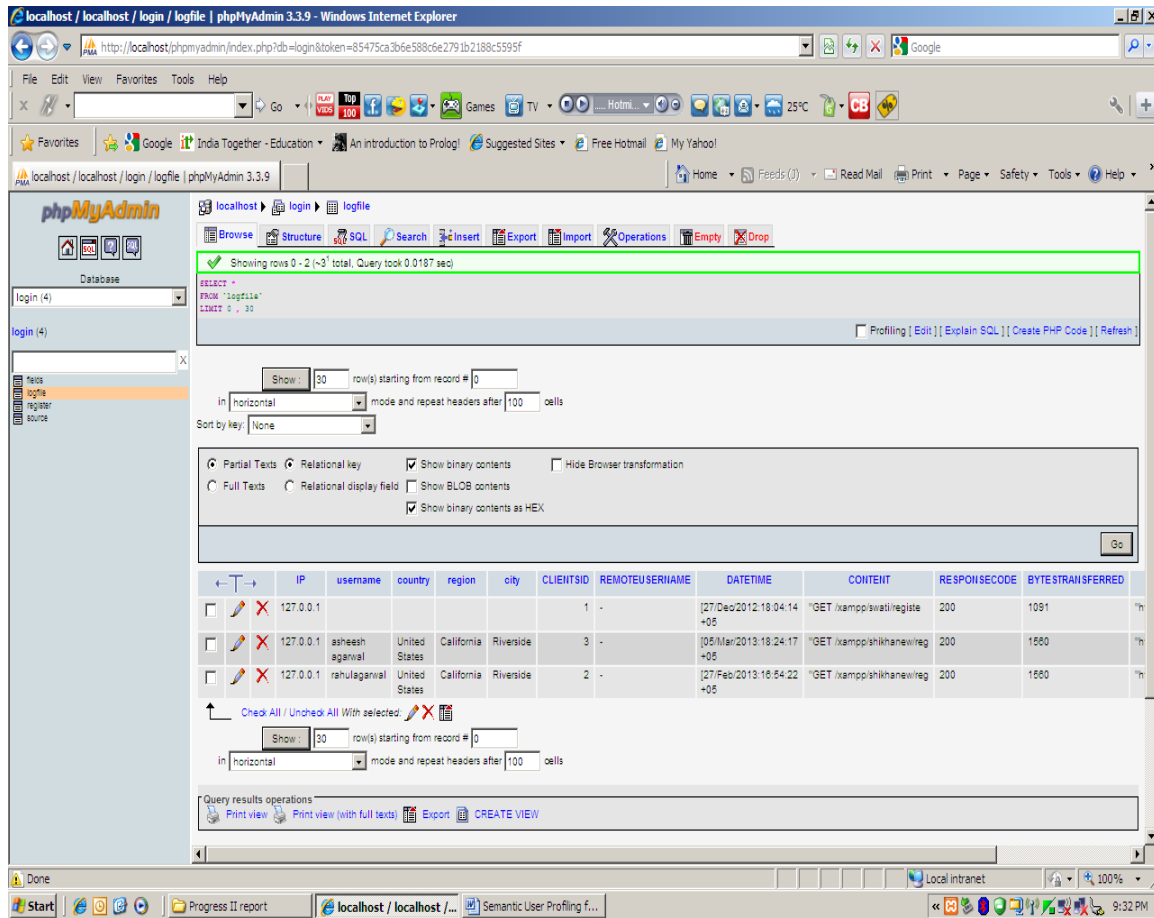 localhost / localhost / login / logfile | phpMyAdmin 3.3.9 - Windows Internet Explorer
http://localhost/phpmyadmin/index.php?db=login&token=85475ca3b6e588c6e2791b2188c5595f
Google
File Edit View Favorites Tools Help
Go PLAY VIDS Top 100 Games TV .... Hotmi... 25°C CB
Favorites Google India Together - Education An introduction to Prolog! Suggested Sites Free Hotmail My Yahoo!
localhost / localhost / login / logfile | phpMyAdmin 3.3.9 Home Feeds (J) Read Mail Print Page Safety Tools Help
phpMyAdmin
Database
login (4)
login (4)
X
fields
logfile
register
source
localhost login logfile
Browse Structure SQL Search Insert Export Import Operations Empty Drop
Showing rows 0 - 2 (~3 1 total, Query took 0.0187 sec)
SELECT *
FROM `logfile`
LIMIT 0 , 30
Profiling [ Edit ] [ Explain SQL ] [ Create PHP Code ] [ Refresh ]
Show : 30 row(s) starting from record # 0
in horizontal mode and repeat headers after 100 cells
Sort by key: None
Partial Texts Relational key Show binary contents Hide Browser transformation
Full Texts Relational display field Show BLOB contents
Show binary contents as HEX
Go
←T→ IP username country region city CLIENTSID REMOTEUSERNAME DATETIME CONTENT RESPONSECODE BYTESTRANSFERRED
127.0.0.1 1 - [27/Dec/2012:18:04:14 "GET /xampp/swati/registe 200 1091 "h
+05
127.0.0.1 asheesh United California Riverside 3 - [05/Mar/2013:18:24:17 "GET /xampp/shikhanew/reg 200 1560 "h
agarwal States +05
127.0.0.1 rahulagarwal United California Riverside 2 - [27/Feb/2013:16:54:22 "GET /xampp/shikhanew/reg 200 1560 "h
States +05
Check All / Uncheck All With selected:
Show : 30 row(s) starting from record # 0
in horizontal mode and repeat headers after 100 cells
Query results operations
Print view Print view (with full texts) Export CREATE VIEW
Done Local intranet 100%
Start Progress II report localhost / localhost /... Semantic User Profiling f... 9:32 PM